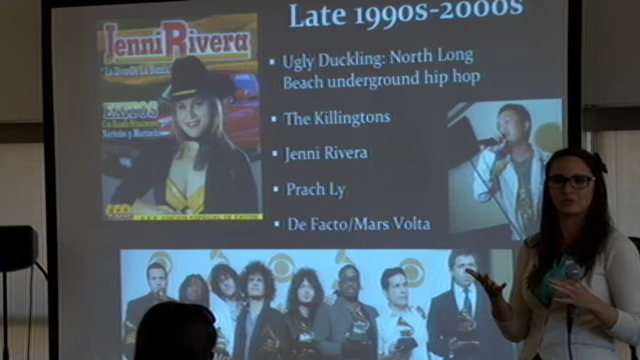 Late 1990s-2000s
Jenni Rivera
Ugly Duckling: North Long
Beach underground hip hop
The Killingtons
Jenni Rivera
Prach Ly
De Facto/Mars Volta